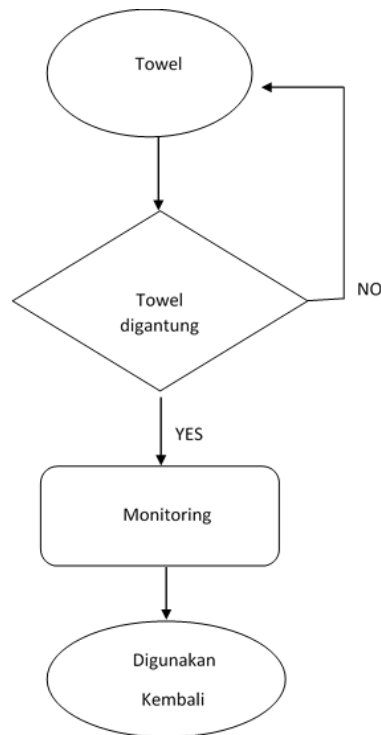 Towel
Towel
digantung
NO
YES
Monitoring
Digunakan
Kembali